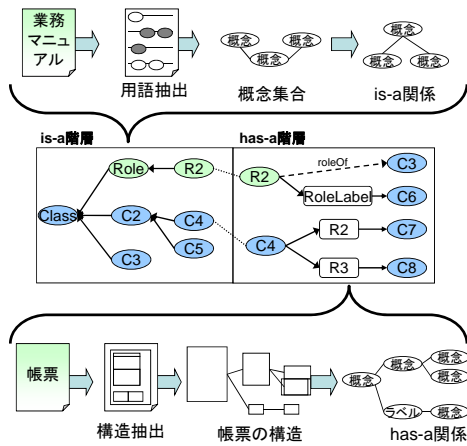 業務
マニュ
アル
概念
概念
概念
概念
概念
概念
用語抽出
概念集合
is-a関係
is-a階層
has-a階層
Role
R2
R2
roleOf
C3
RoleLabel
C6
Class
C2
C4
C5
C3
C4
R2
C7
R3
C8
帳票
概念
概念
概念
概念
ラベル
概念
構造抽出
帳票の構造
has-a関係